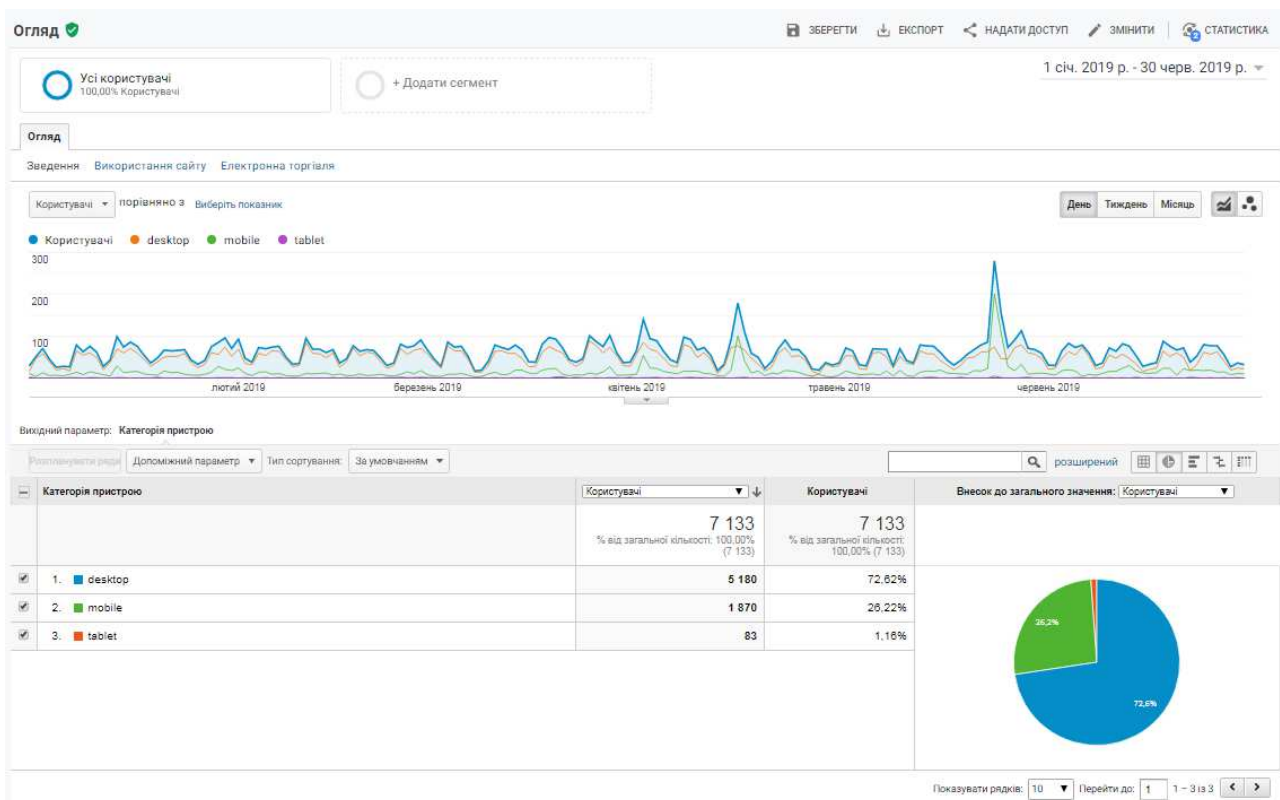 Огляд
ЗБЕРЕГТИ ЕКСПОРТ НАДАТИ ДОСТУП ЗМІНИТИ 2 СТАТИСТИКА
Усі користувачі
100,00% Користувачі
+ Додати сегмент
1 січ. 2019 р. - 30 черв. 2019 р.
Огляд
Зведення Використання сайту Електронна торгівля
Користувачі порівняно з Виберіть показник
День Тиждень Місяць
Користувачі desktop mobile tablet
300
200
100
лютий 2019 березень 2019 квітень 2019 травень 2019 червень 2019
Вихідний параметр: Категорія пристрою
ряди Допоміжний параметр Тип сортування: За умовчанням розширений
Категорія пристрою Користувачі Користувачі Внесок до загального значення: Користувачі
7 133 7 133
% від загальної кількості: 100,00% (7 133) % від загальної кількості: 100,00% (7 133)
1. desktop 5 180 72,62%
2. mobile 1 870 26,22%
3. tablet 83 1,16%
26,2%
72,6%
Показувати рядків: 10 Перейти до: 1 1 – 3 із 3